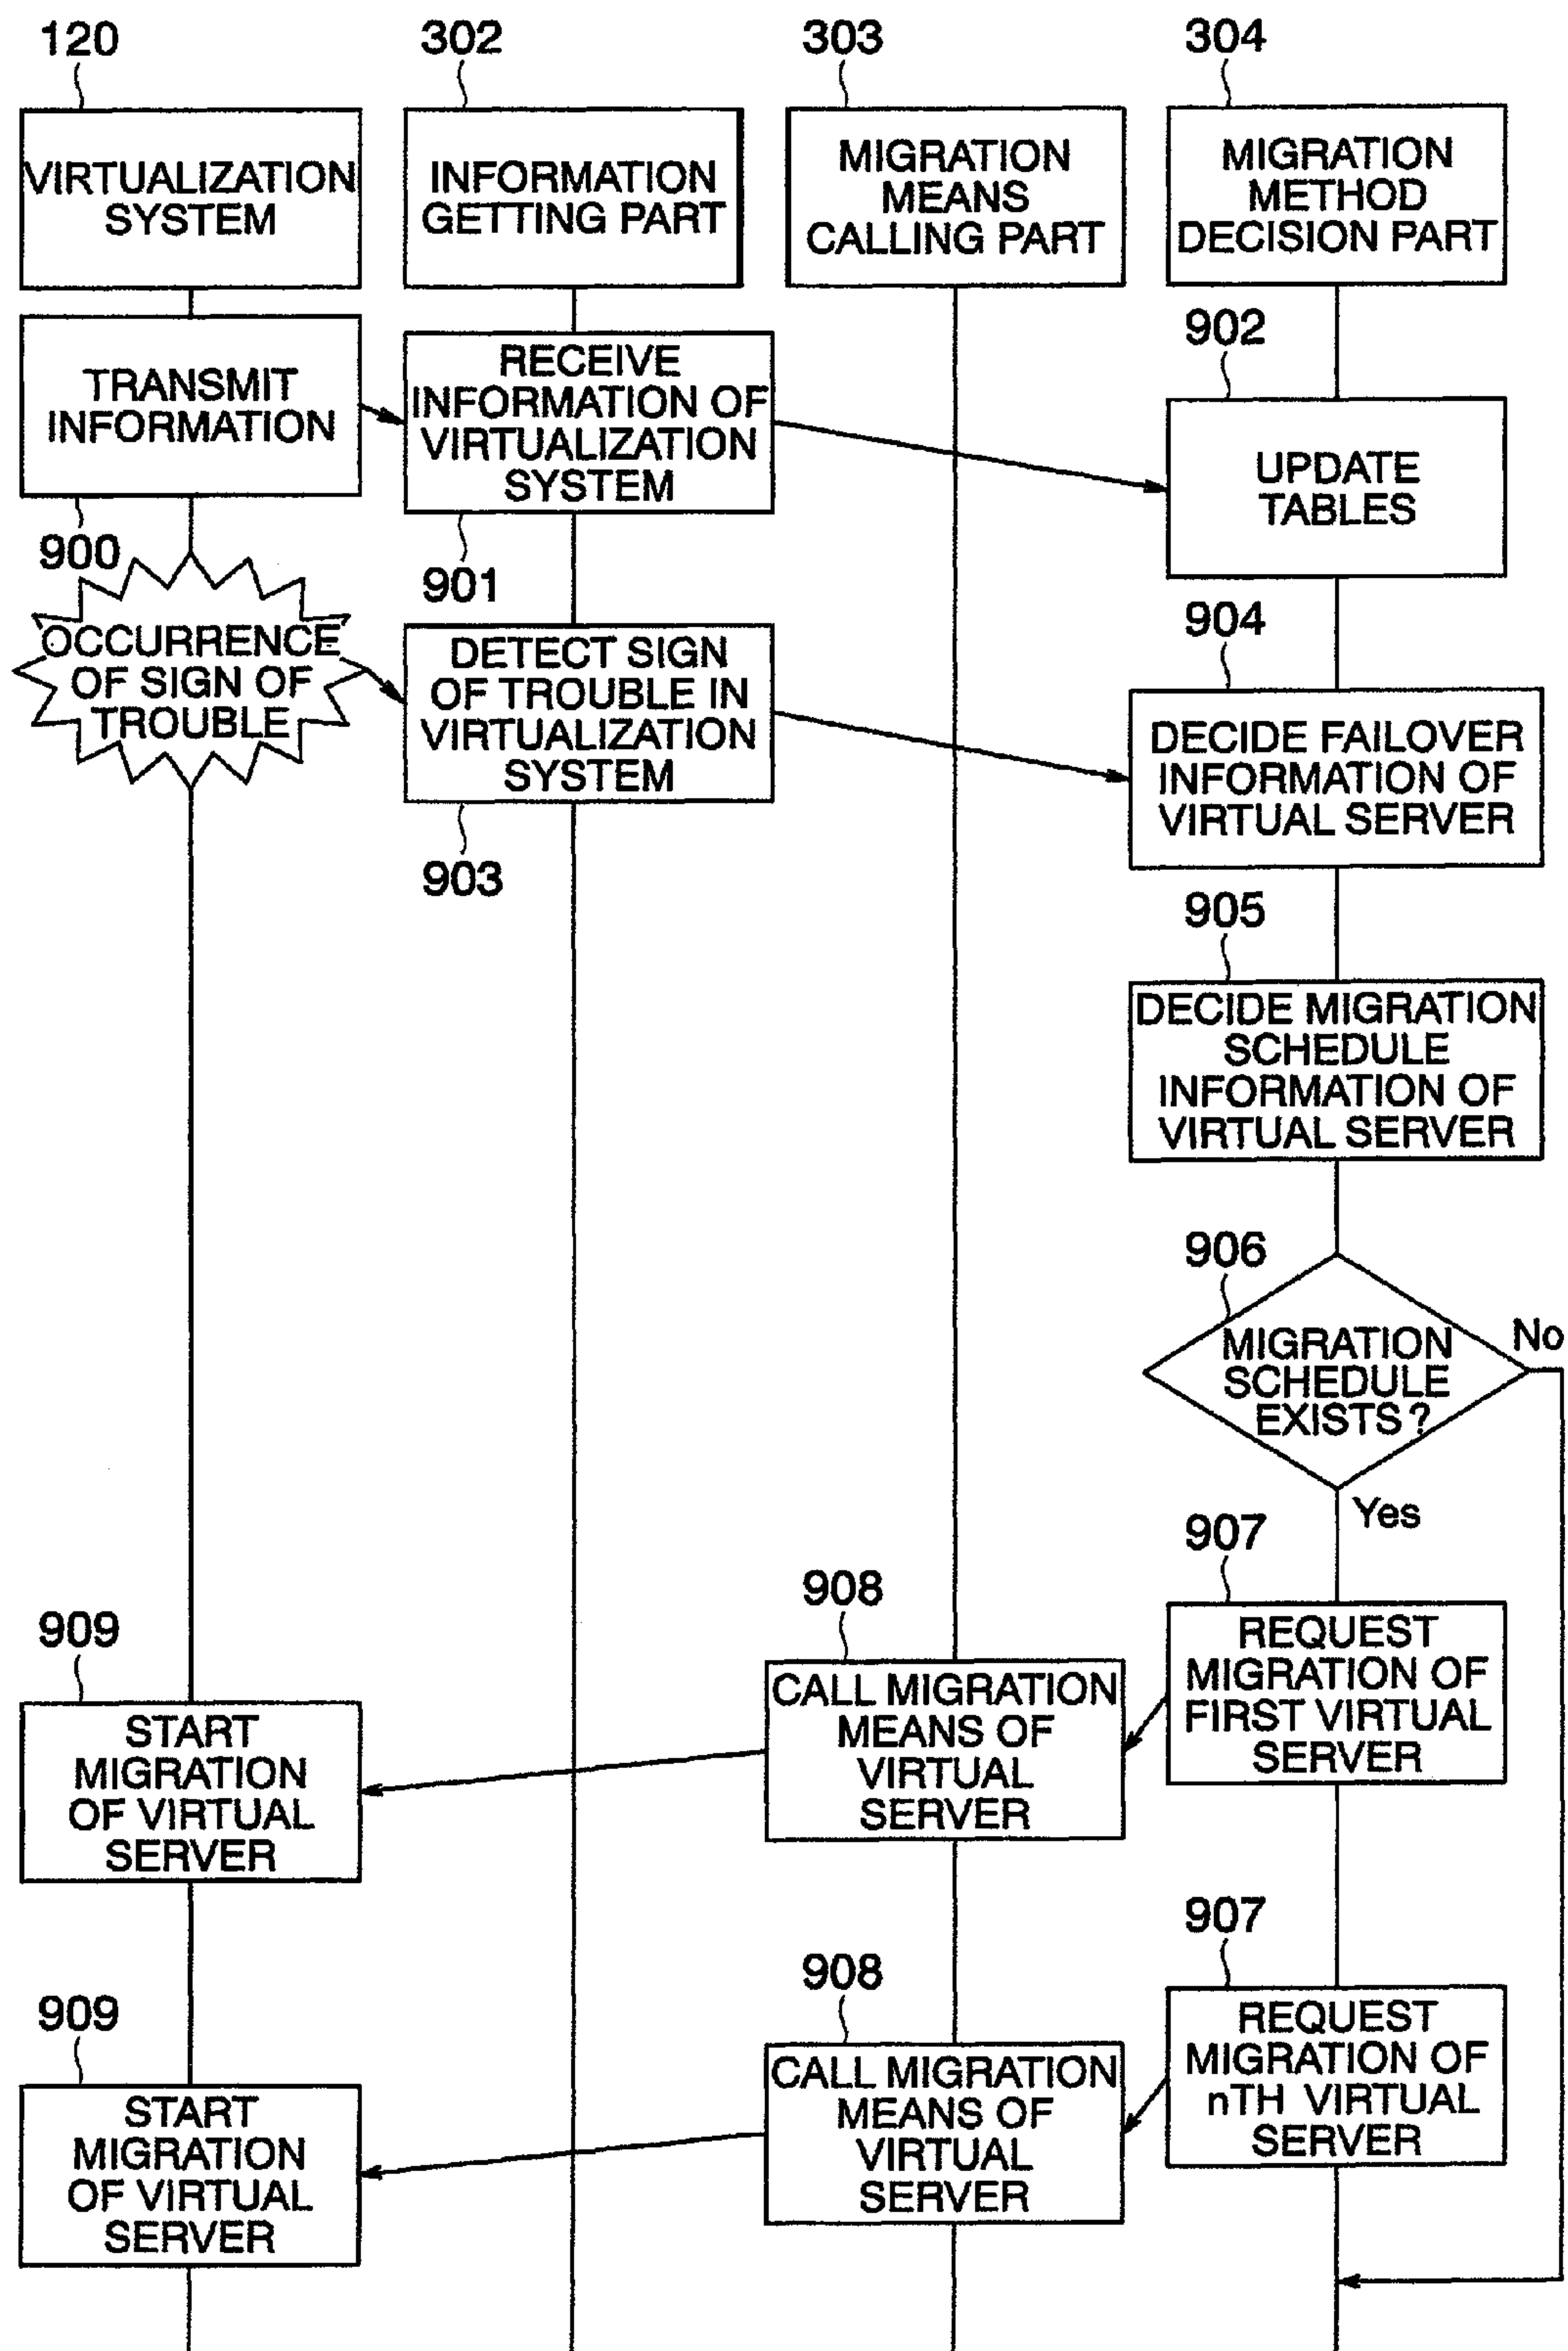 120
302
303
304
VIRTUALIZATION
SYSTEM
INFORMATION
GETTING PART
MIGRATION
MEANS
CALLING PART
MIGRATION
METHOD
DECISION PART
TRANSMIT
INFORMATION
900
RECEIVE
INFORMATION OF
VIRTUALIZATION
SYSTEM
901
902
UPDATE
TABLES
OCCURRENCE
OF SIGN OF
TROUBLE
DETECT SIGN
OF TROUBLE IN
VIRTUALIZATION
SYSTEM
903
904
DECIDE FAILOVER
INFORMATION OF
VIRTUAL SERVER
905
DECIDE MIGRATION
SCHEDULE
INFORMATION OF
VIRTUAL SERVER
906
MIGRATION
SCHEDULE
EXISTS?
No
Yes
907
REQUEST
MIGRATION OF
FIRST VIRTUAL
SERVER
908
CALL MIGRATION
MEANS OF
VIRTUAL
SERVER
909
START
MIGRATION
OF VIRTUAL
SERVER
907
REQUEST
MIGRATION OF
nTH VIRTUAL
SERVER
908
CALL MIGRATION
MEANS OF
VIRTUAL
SERVER
909
START
MIGRATION
OF VIRTUAL
SERVER